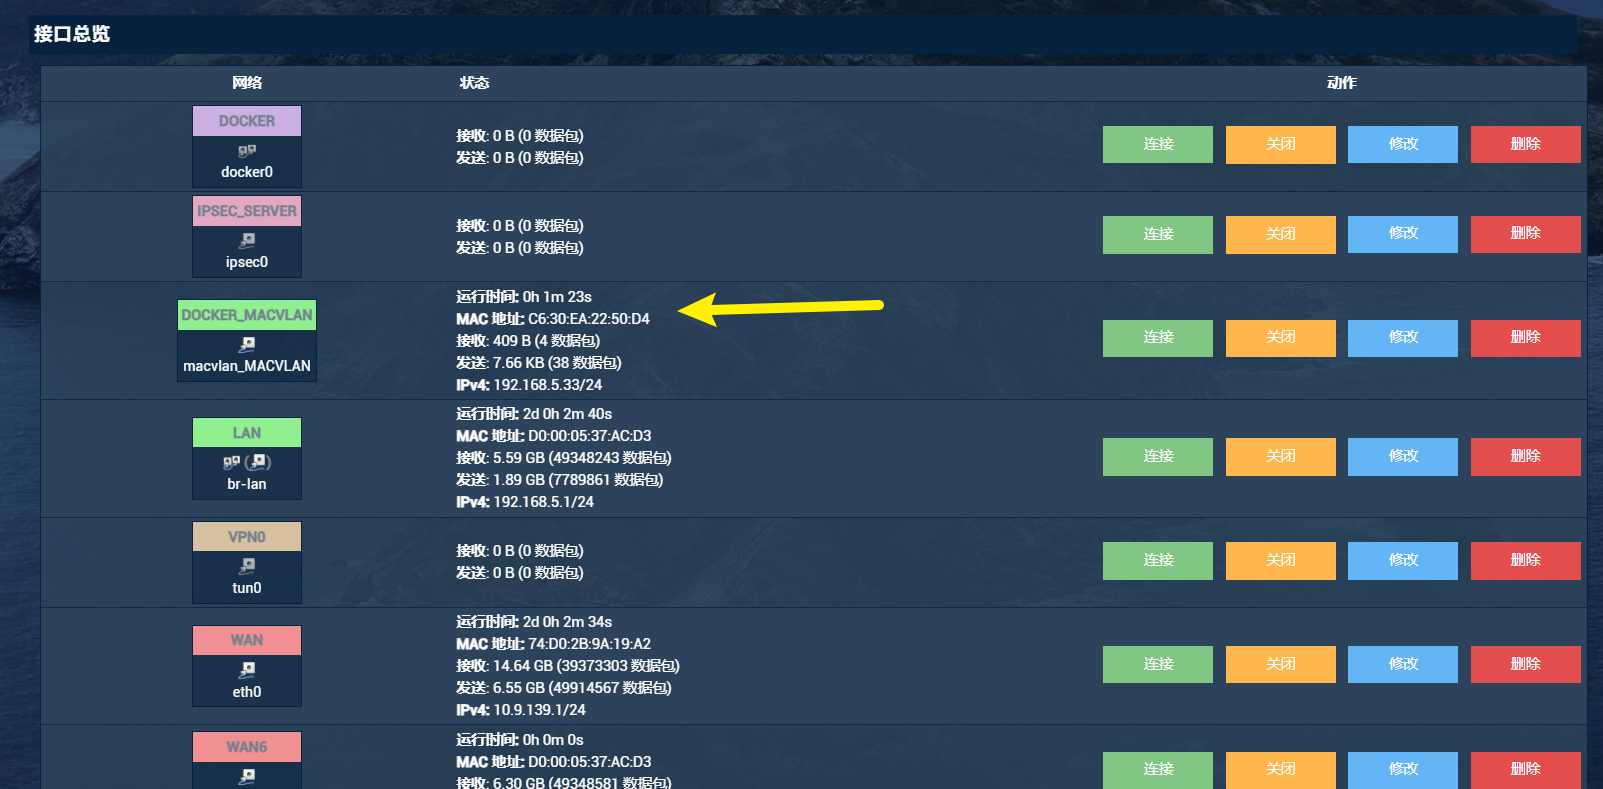 接口总览
网络 状态 动作
DOCKER
docker0
接收: 0 B (0 数据包)
发送: 0 B (0 数据包)
连接 关闭 修改 删除
IPSEC_SERVER
ipsec0
接收: 0 B (0 数据包)
发送: 0 B (0 数据包)
连接 关闭 修改 删除
DOCKER_MACVLAN
macvlan_MACVLAN
运行时间: 0h 1m 23s
MAC 地址: C6:30:EA:22:50:D4
接收: 409 B (4 数据包)
发送: 7.66 KB (38 数据包)
IPv4: 192.168.5.33/24
连接 关闭 修改 删除
LAN
br-lan
运行时间: 2d 0h 2m 40s
MAC 地址: D0:00:05:37:AC:D3
接收: 5.59 GB (49348243 数据包)
发送: 1.89 GB (7789861 数据包)
IPv4: 192.168.5.1/24
连接 关闭 修改 删除
VPN0
tun0
接收: 0 B (0 数据包)
发送: 0 B (0 数据包)
连接 关闭 修改 删除
WAN
eth0
运行时间: 2d 0h 2m 34s
MAC 地址: 74:D0:2B:9A:19:A2
接收: 14.64 GB (39373303 数据包)
发送: 6.55 GB (49914567 数据包)
IPv4: 10.9.139.1/24
连接 关闭 修改 删除
WAN6
运行时间: 0h 0m 0s
MAC 地址: D0:00:05:37:AC:D3
接收: 6.30 GB (49348581 数据包)
连接 关闭 修改 删除